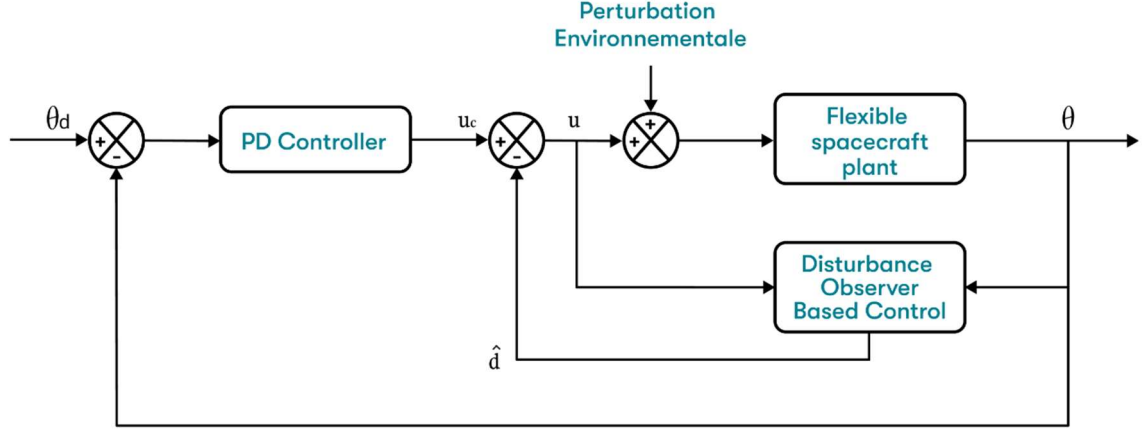 Perturbation
Environnementale
θd
+
-
PD Controller
uc
+
-
u
+
+
Flexible
spacecraft
plant
θ
Disturbance
Observer
Based Control
d̂